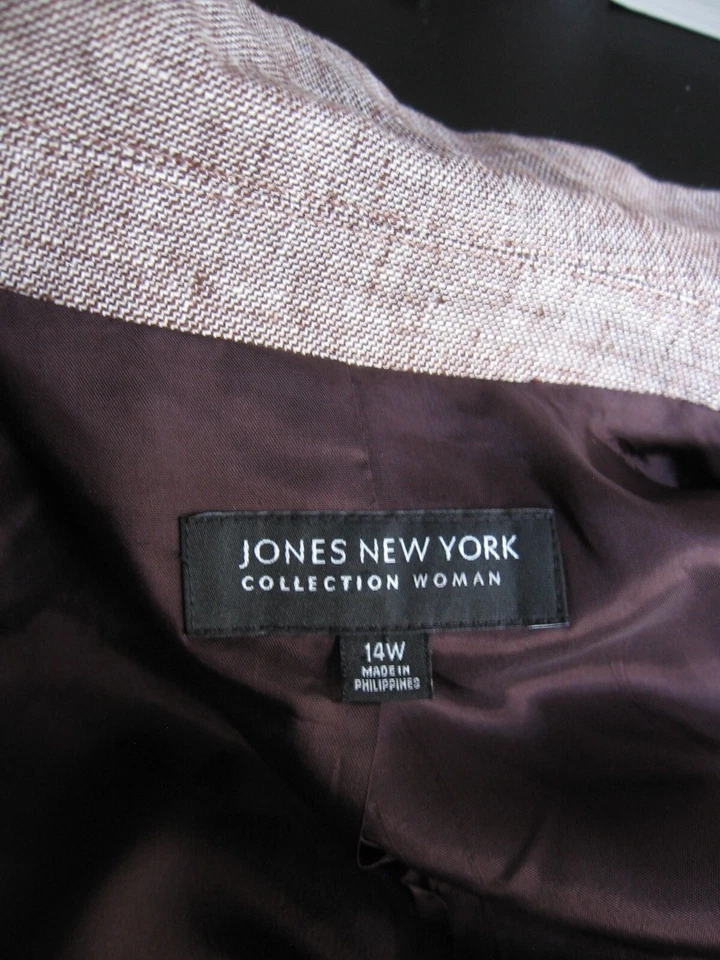 JONES NEW YORK
COLLECTION WOMAN
14W
MADE IN
PHILIPPINES